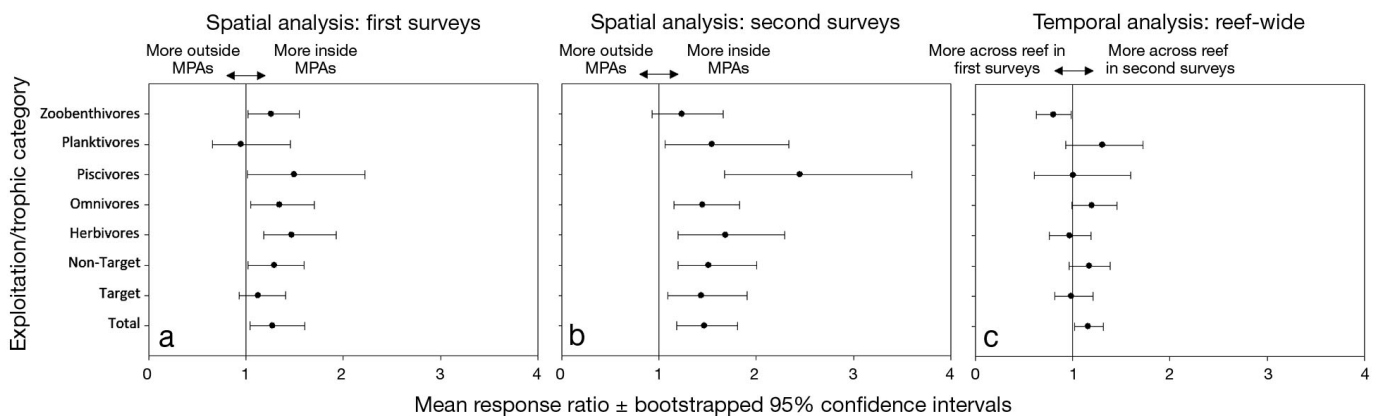 Spatial analysis: first surveys
More outside
MPAs
More inside
MPAs
Exploitation/trophic category
Zoobenthivores
Planktivores
Piscivores
Omnivores
Herbivores
Non-Target
Target
Total
a
0
1
2
3
4
Spatial analysis: second surveys
More outside
MPAs
More inside
MPAs
b
0
1
2
3
4
Temporal analysis: reef-wide
More across reef in
first surveys
More across reef
in second surveys
c
0
1
2
3
4
Mean response ratio ± bootstrapped 95% confidence intervals